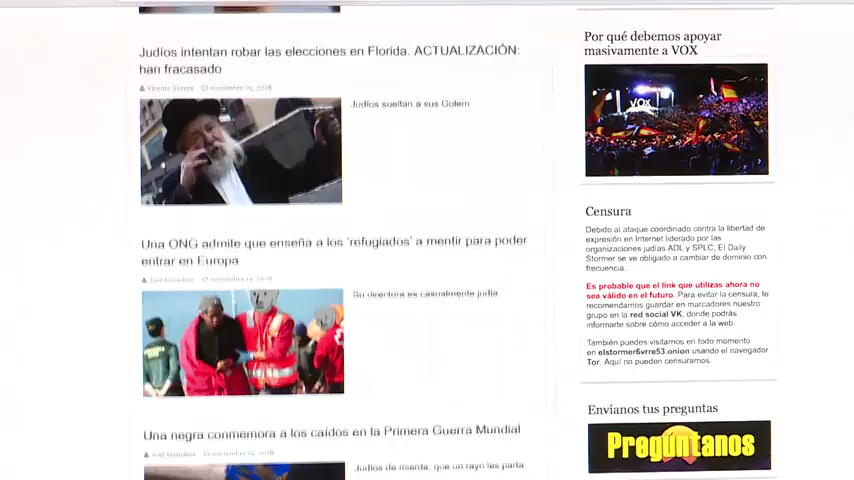 Judíos intentan robar las elecciones en Florida. ACTUALIZACIÓN:
han fracasado
Vicente Torres noviembre 19, 2018
Judíos sueltan a sus Golem
Una ONG admite que enseña a los 'refugiados' a mentir para poder
entrar en Europa
José González noviembre 19, 2018
Su directora es casualmente judía
Una negra conmemora a los caídos en la Primera Guerra Mundial
José González noviembre 19, 2018
Judíos de mierda, que un rayo les parta
Por qué debemos apoyar
masivamente a VOX
VOX
Censura
Debido al ataque coordinado contra la libertad de
expresión en Internet liderado por las
organizaciones judías ADL y SPLC, El Daily
Stormer se ve obligado a cambiar de dominio con
frecuencia.
Es probable que el link que utilizas ahora no
sea válido en el futuro. Para evitar la censura, te
recomendamos guardar en marcadores nuestro
grupo en la red social VK, donde podrás
informarte sobre cómo acceder a la web.
También puedes visitarnos en todo momento
en elstormer6vrre53.onion usando el navegador
Tor. Aquí no pueden censurarnos.
Envíanos tus preguntas
Pregúntanos